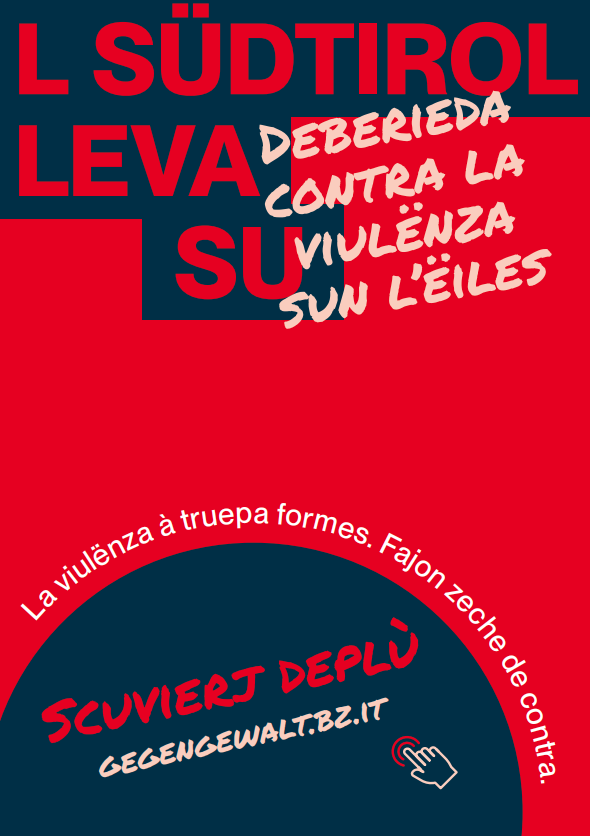 L SÜDTIROL
LEVA
SU
DEBERIEDA
CONTRA LA
VIULËNZA
SUN L'ËILES
La viulënza à truepa formes. Fajon zeche de contra.
SCUVIERJ DEPLÙ
GEGENGEWALT.BZ.IT